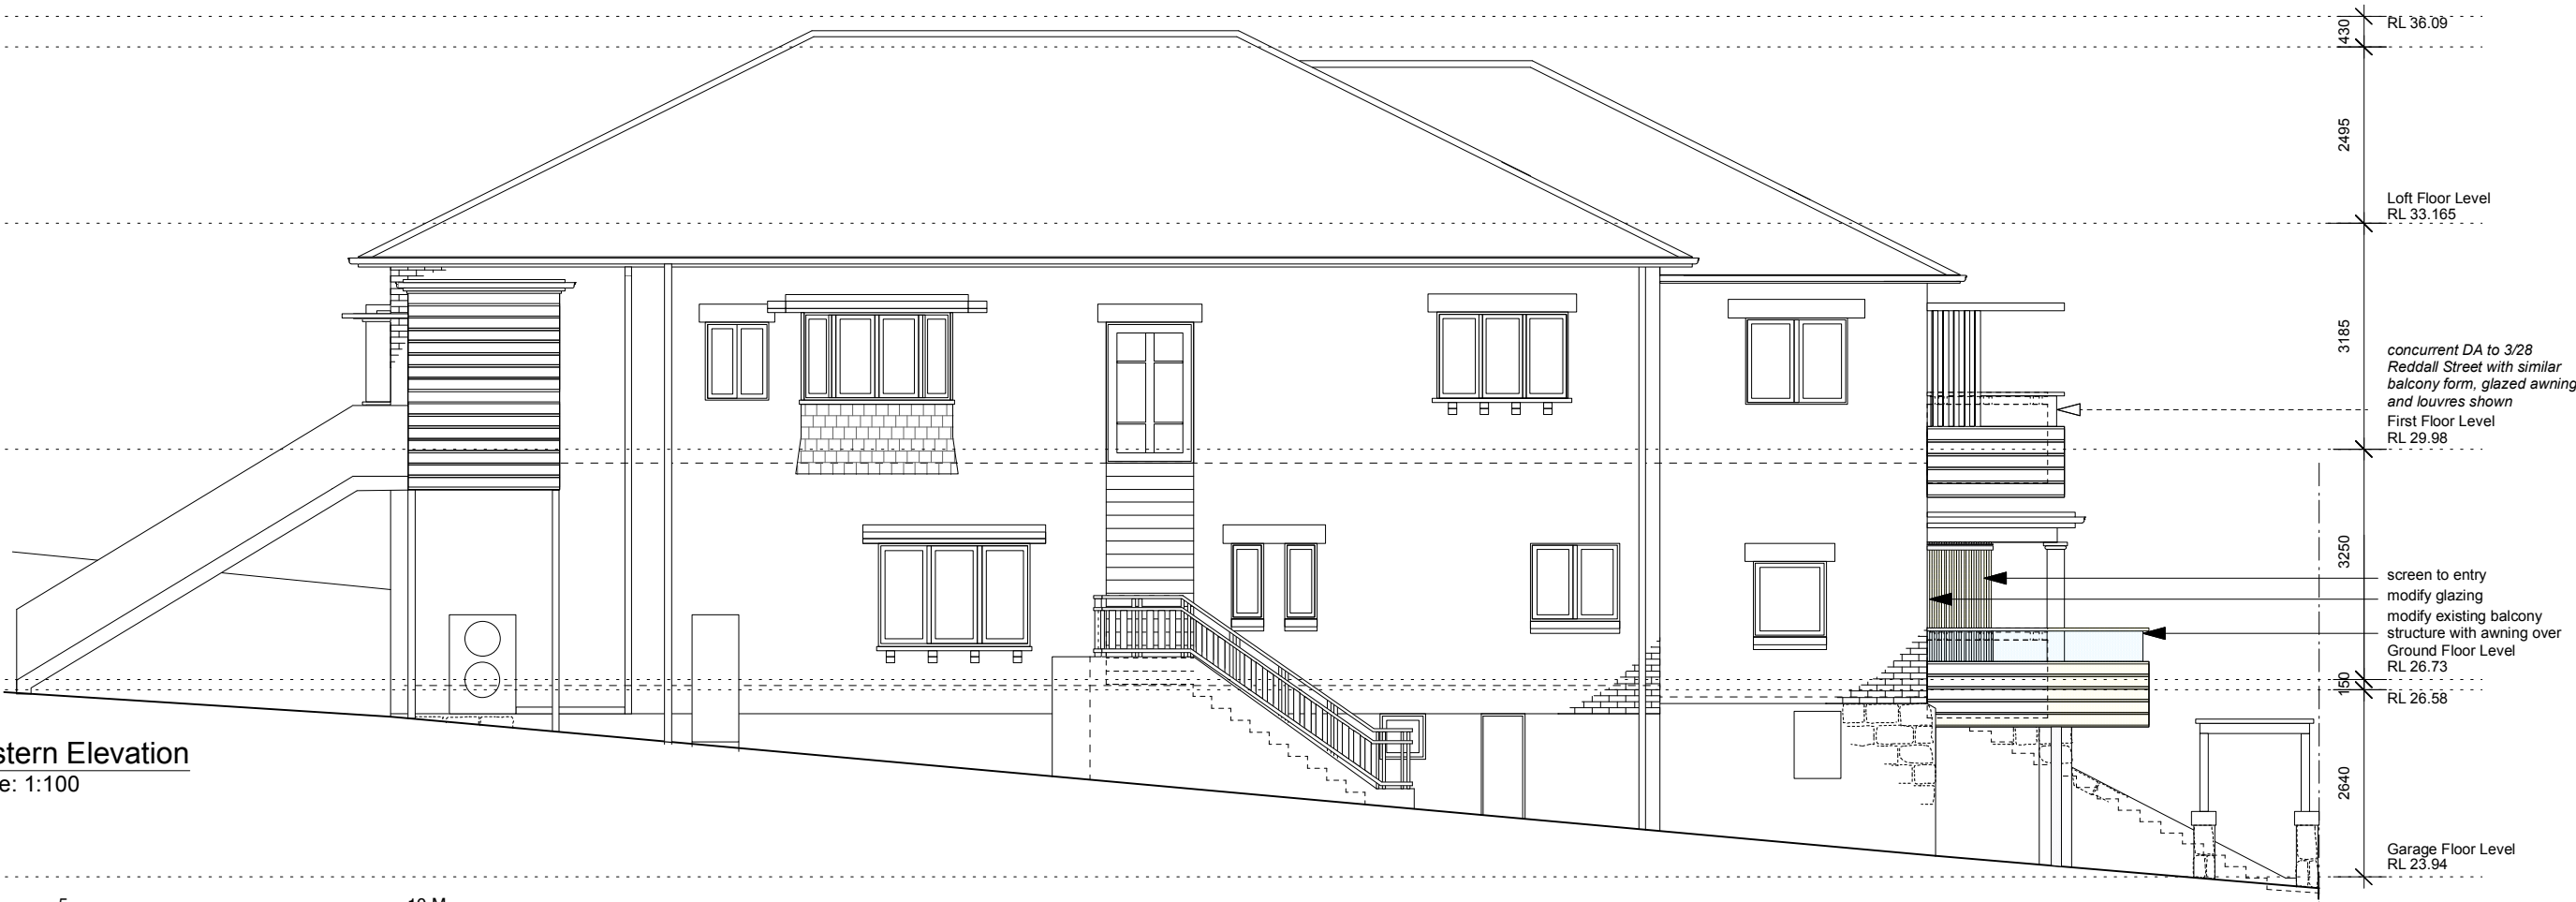 430
RL 36.09
2495
Loft Floor Level
RL 33.165
3185
concurrent DA to 3/28
Reddall Street with similar
balcony form, glazed awning
and louvres shown
First Floor Level
RL 29.98
3250
screen to entry
modify glazing
modify existing balcony
structure with awning over
Ground Floor Level
RL 26.73
150
RL 26.58
2640
Garage Floor Level
RL 23.94
stern Elevation
e: 1:100
5
10 M